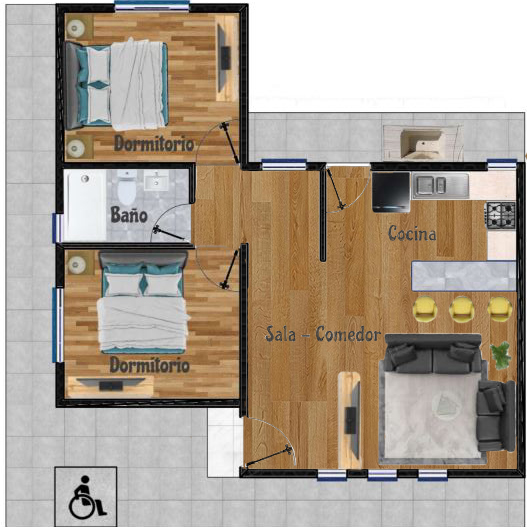 Dormitorio
Baño
Cocina
Sala - Comedor
Dormitorio